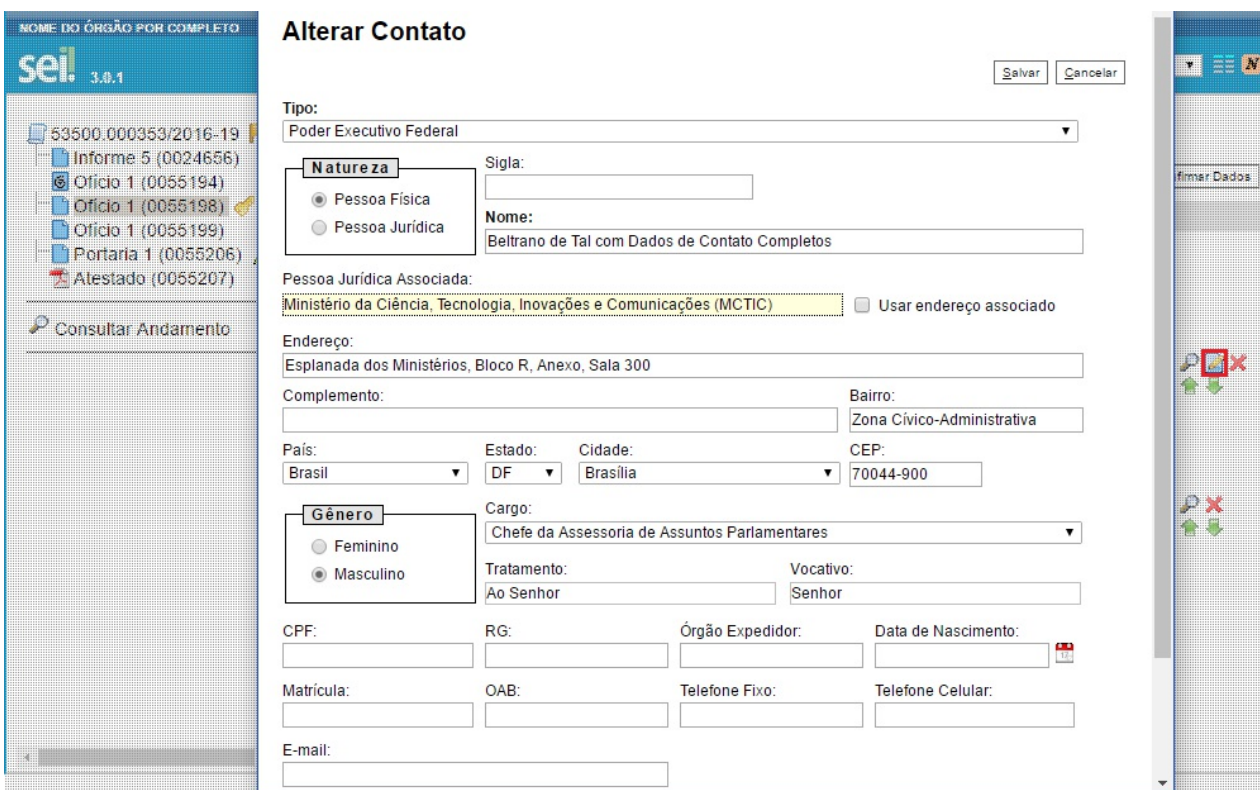 NOME DO ÓRGÃO POR COMPLETO
sei! 3.0.1
53500.000353/2016-19
Informe 5 (0024656)
Ofício 1 (0055194)
Ofício 1 (0055198)
Ofício 1 (0055199)
Portaria 1 (0055206)
Atestado (0055207)
Consultar Andamento
Alterar Contato
Salvar Cancelar
Tipo:
Poder Executivo Federal
Natureza
Pessoa Física
Pessoa Jurídica
Sigla:
Nome:
Beltrano de Tal com Dados de Contato Completos
Pessoa Jurídica Associada:
Ministério da Ciência, Tecnologia, Inovações e Comunicações (MCTIC) Usar endereço associado
Endereço:
Esplanada dos Ministérios, Bloco R, Anexo, Sala 300
Complemento: Bairro:
Zona Cívico-Administrativa
País: Estado: Cidade: CEP:
Brasil DF Brasília 70044-900
Gênero
Feminino
Masculino
Cargo:
Chefe da Assessoria de Assuntos Parlamentares
Tratamento: Vocativo:
Ao Senhor Senhor
CPF: RG: Órgão Expedidor: Data de Nascimento:
Matrícula: OAB: Telefone Fixo: Telefone Celular:
E-mail:
N
firmar Dados